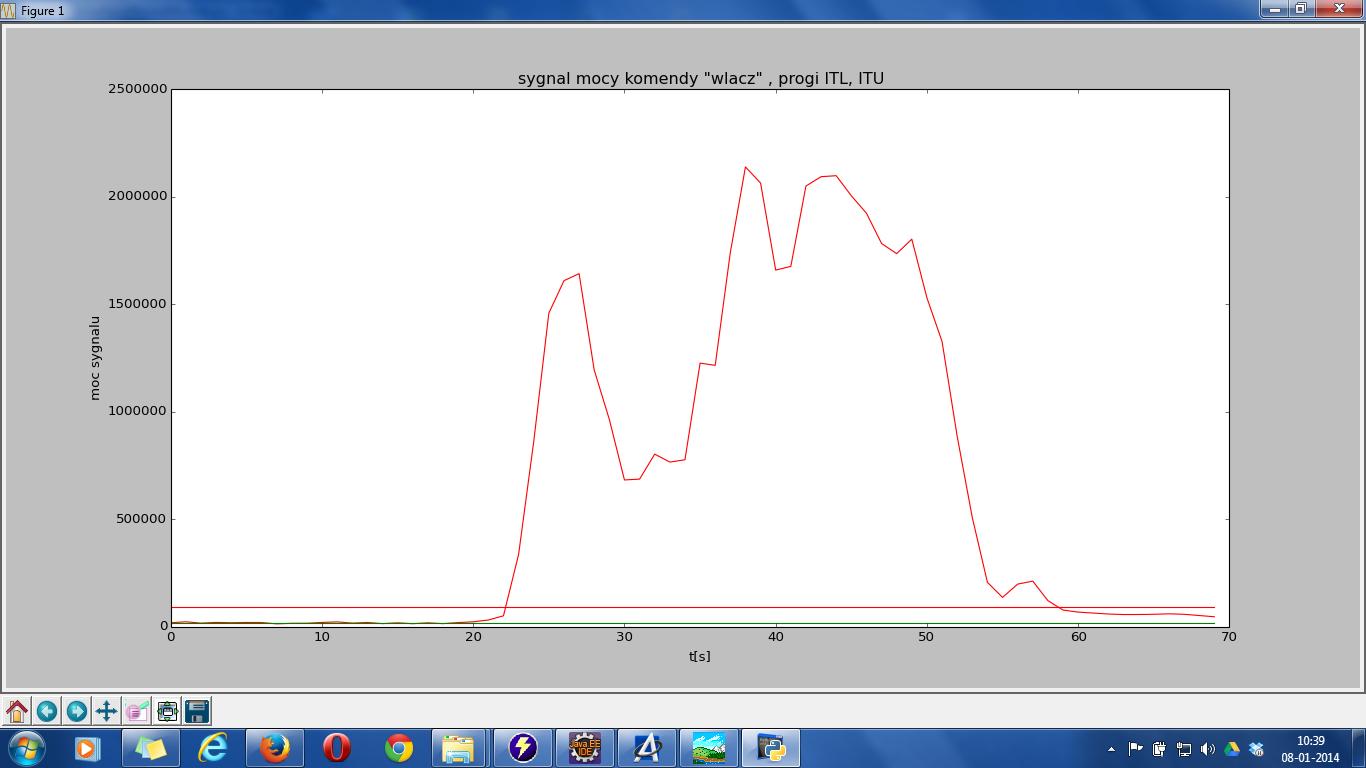 Figure 1
sygnal mocy komendy "wlacz" , progi ITL, ITU
2500000
2000000
1500000
1000000
500000
0
moc sygnalu
0 10 20 30 40 50 60 70
t[s]
Java EE
IDE
10:39
08-01-2014